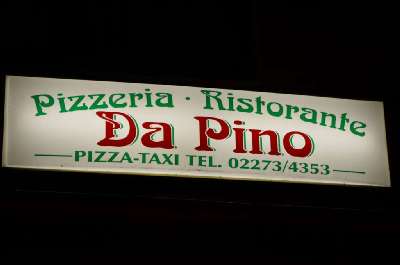 Pizzeria · Ristorante
Da Pino
PIZZA-TAXI TEL. 02273/4353